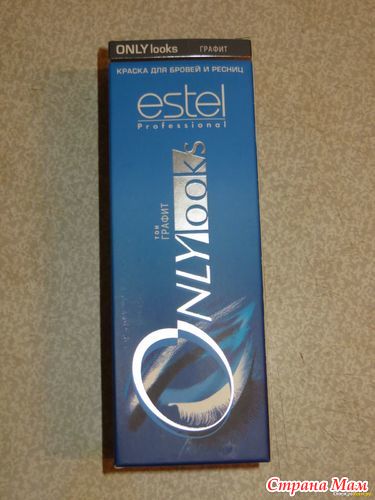 ONLY looks ГРАФИТ
КРАСКА ДЛЯ БРОВЕЙ И РЕСНИЦ
estel
Professional
тон
ГРАФИТ
ONLYlooks
Страна Мам